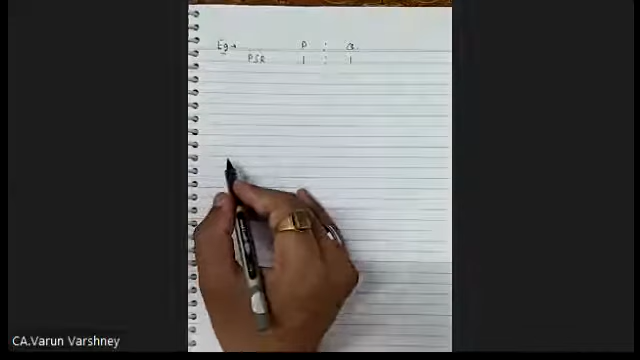 Eg→ P : Q
PSR 1 : 1
CA.Varun Varshney